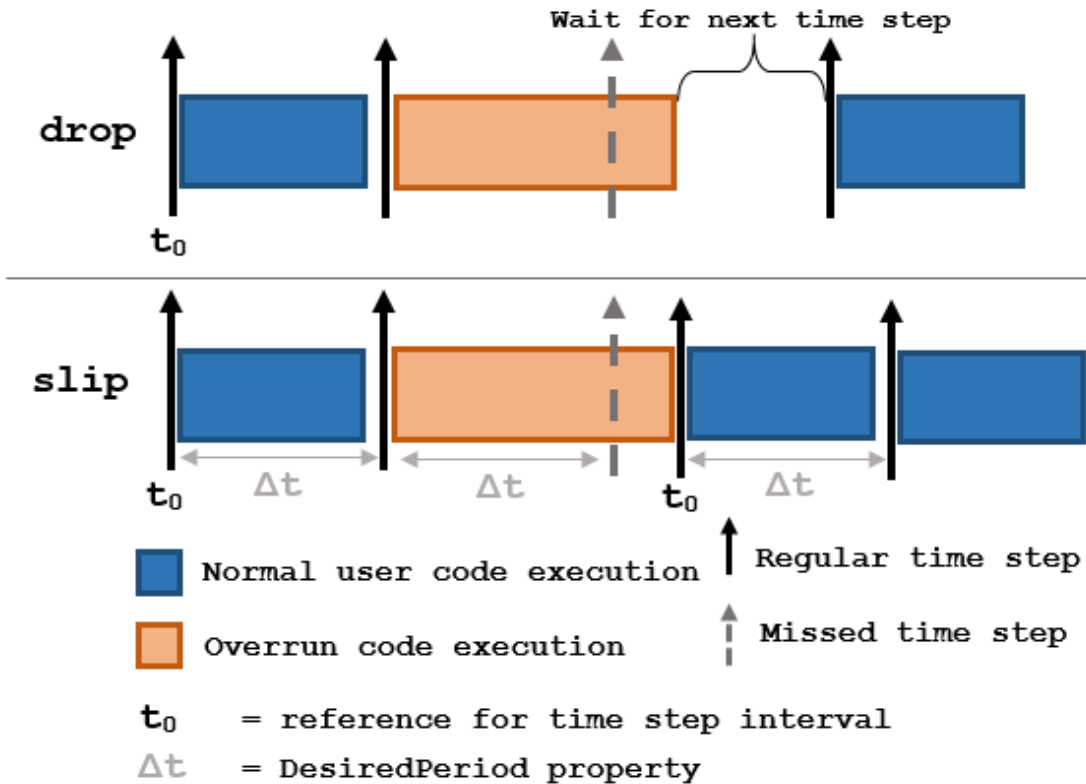 Wait for next time step
drop
t₀
slip
Δt
Δt
Δt
t₀
t₀
Normal user code execution
Regular time step
Overrun code execution
Missed time step
t₀ = reference for time step interval
Δt = DesiredPeriod property